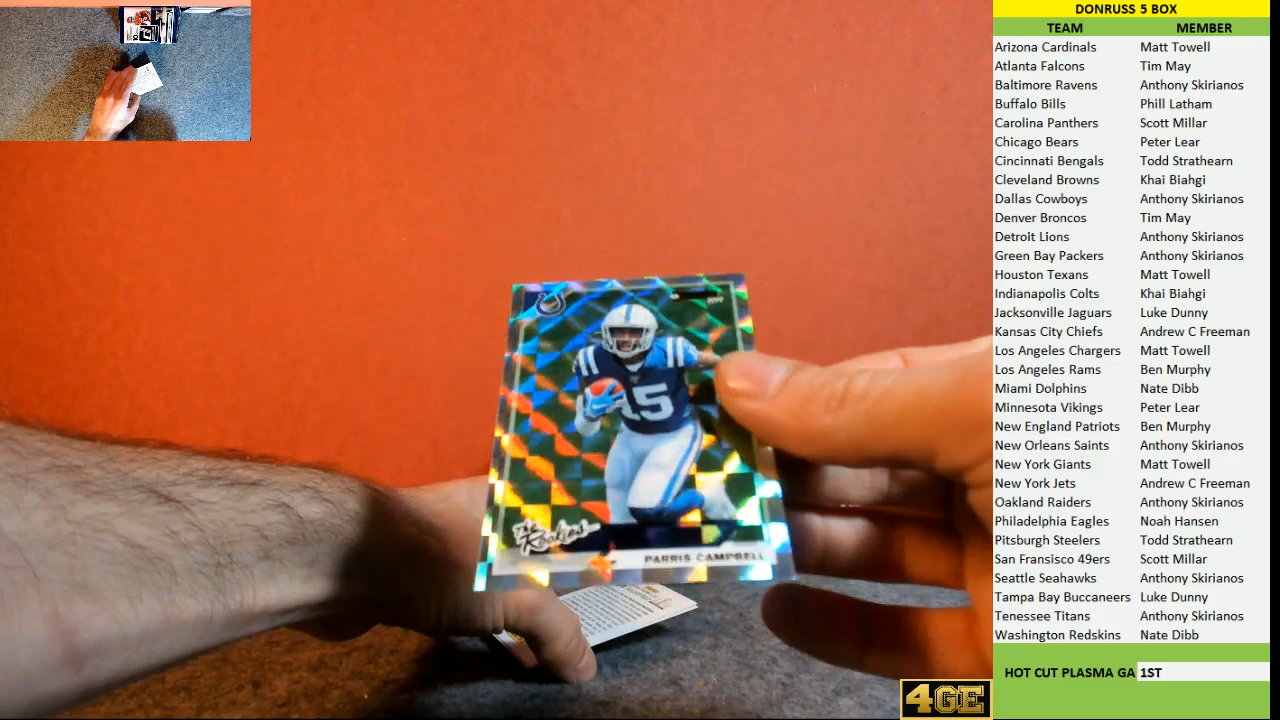 DONRUSS 5 BOX
TEAM MEMBER
Arizona Cardinals Matt Towell
Atlanta Falcons Tim May
Baltimore Ravens Anthony Skirianos
Buffalo Bills Phill Latham
Carolina Panthers Scott Millar
Chicago Bears Peter Lear
Cincinnati Bengals Todd Strathearn
Cleveland Browns Khai Biahgi
Dallas Cowboys Anthony Skirianos
Denver Broncos Tim May
Detroit Lions Anthony Skirianos
Green Bay Packers Anthony Skirianos
Houston Texans Matt Towell
Indianapolis Colts Khai Biahgi
Jacksonville Jaguars Luke Dunny
Kansas City Chiefs Andrew C Freeman
Los Angeles Chargers Matt Towell
Los Angeles Rams Ben Murphy
Miami Dolphins Nate Dibb
Minnesota Vikings Peter Lear
New England Patriots Ben Murphy
New Orleans Saints Anthony Skirianos
New York Giants Matt Towell
New York Jets Andrew C Freeman
Oakland Raiders Anthony Skirianos
Philadelphia Eagles Noah Hansen
Pitsburgh Steelers Todd Strathearn
San Fransisco 49ers Scott Millar
Seattle Seahawks Anthony Skirianos
Tampa Bay Buccaneers Luke Dunny
Tenessee Titans Anthony Skirianos
Washington Redskins Nate Dibb
HOT CUT PLASMA GA 1ST
4GE
2019
15
The Rookies
PARRIS CAMPBELL